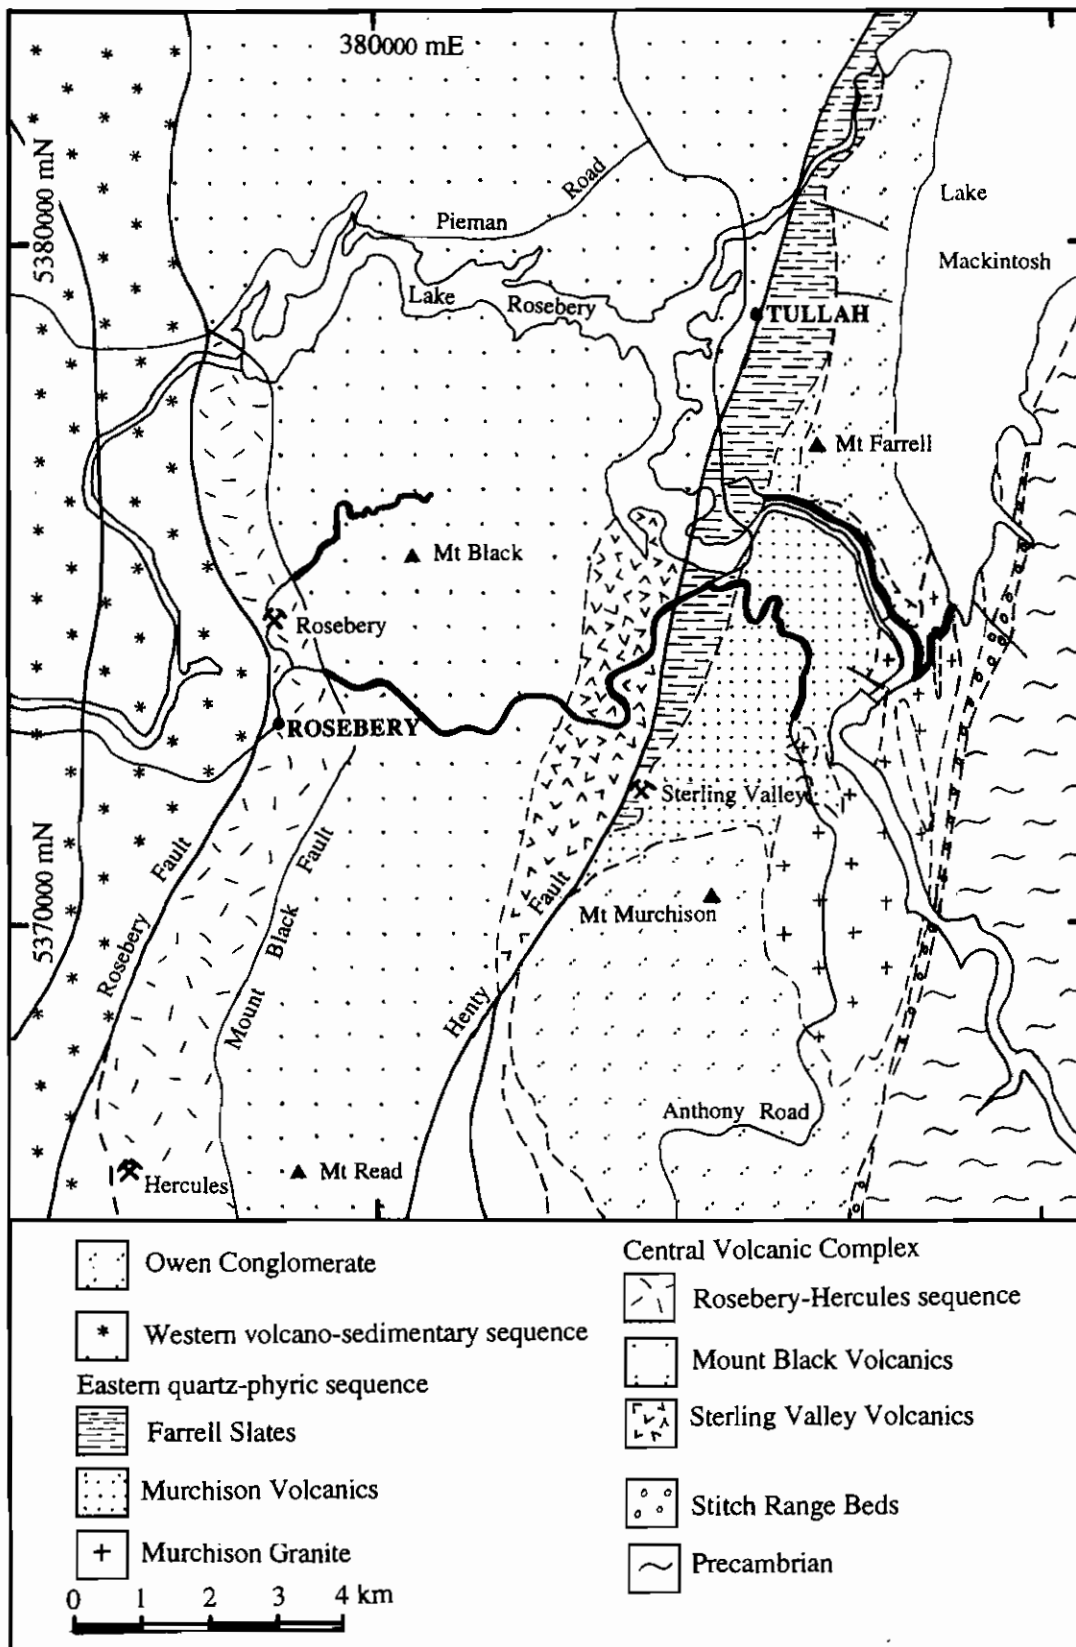 380000 mE
5380000 mN
Road
Pieman
Lake
Mackintosh
Lake Rosebery
TULLAH
Mt Farrell
Mt Black
Rosebery
ROSEBERY
Sterling Valley
Fault
Fault
Fault
Mt Murchison
5370000 mN
Rosebery
Black
Mount
Henty
Anthony Road
Mt Read
Hercules
Owen Conglomerate
Western volcano-sedimentary sequence
Eastern quartz-phyric sequence
Farrell Slates
Murchison Volcanics
Murchison Granite
0 1 2 3 4 km
Central Volcanic Complex
Rosebery-Hercules sequence
Mount Black Volcanics
Sterling Valley Volcanics
Stitch Range Beds
Precambrian